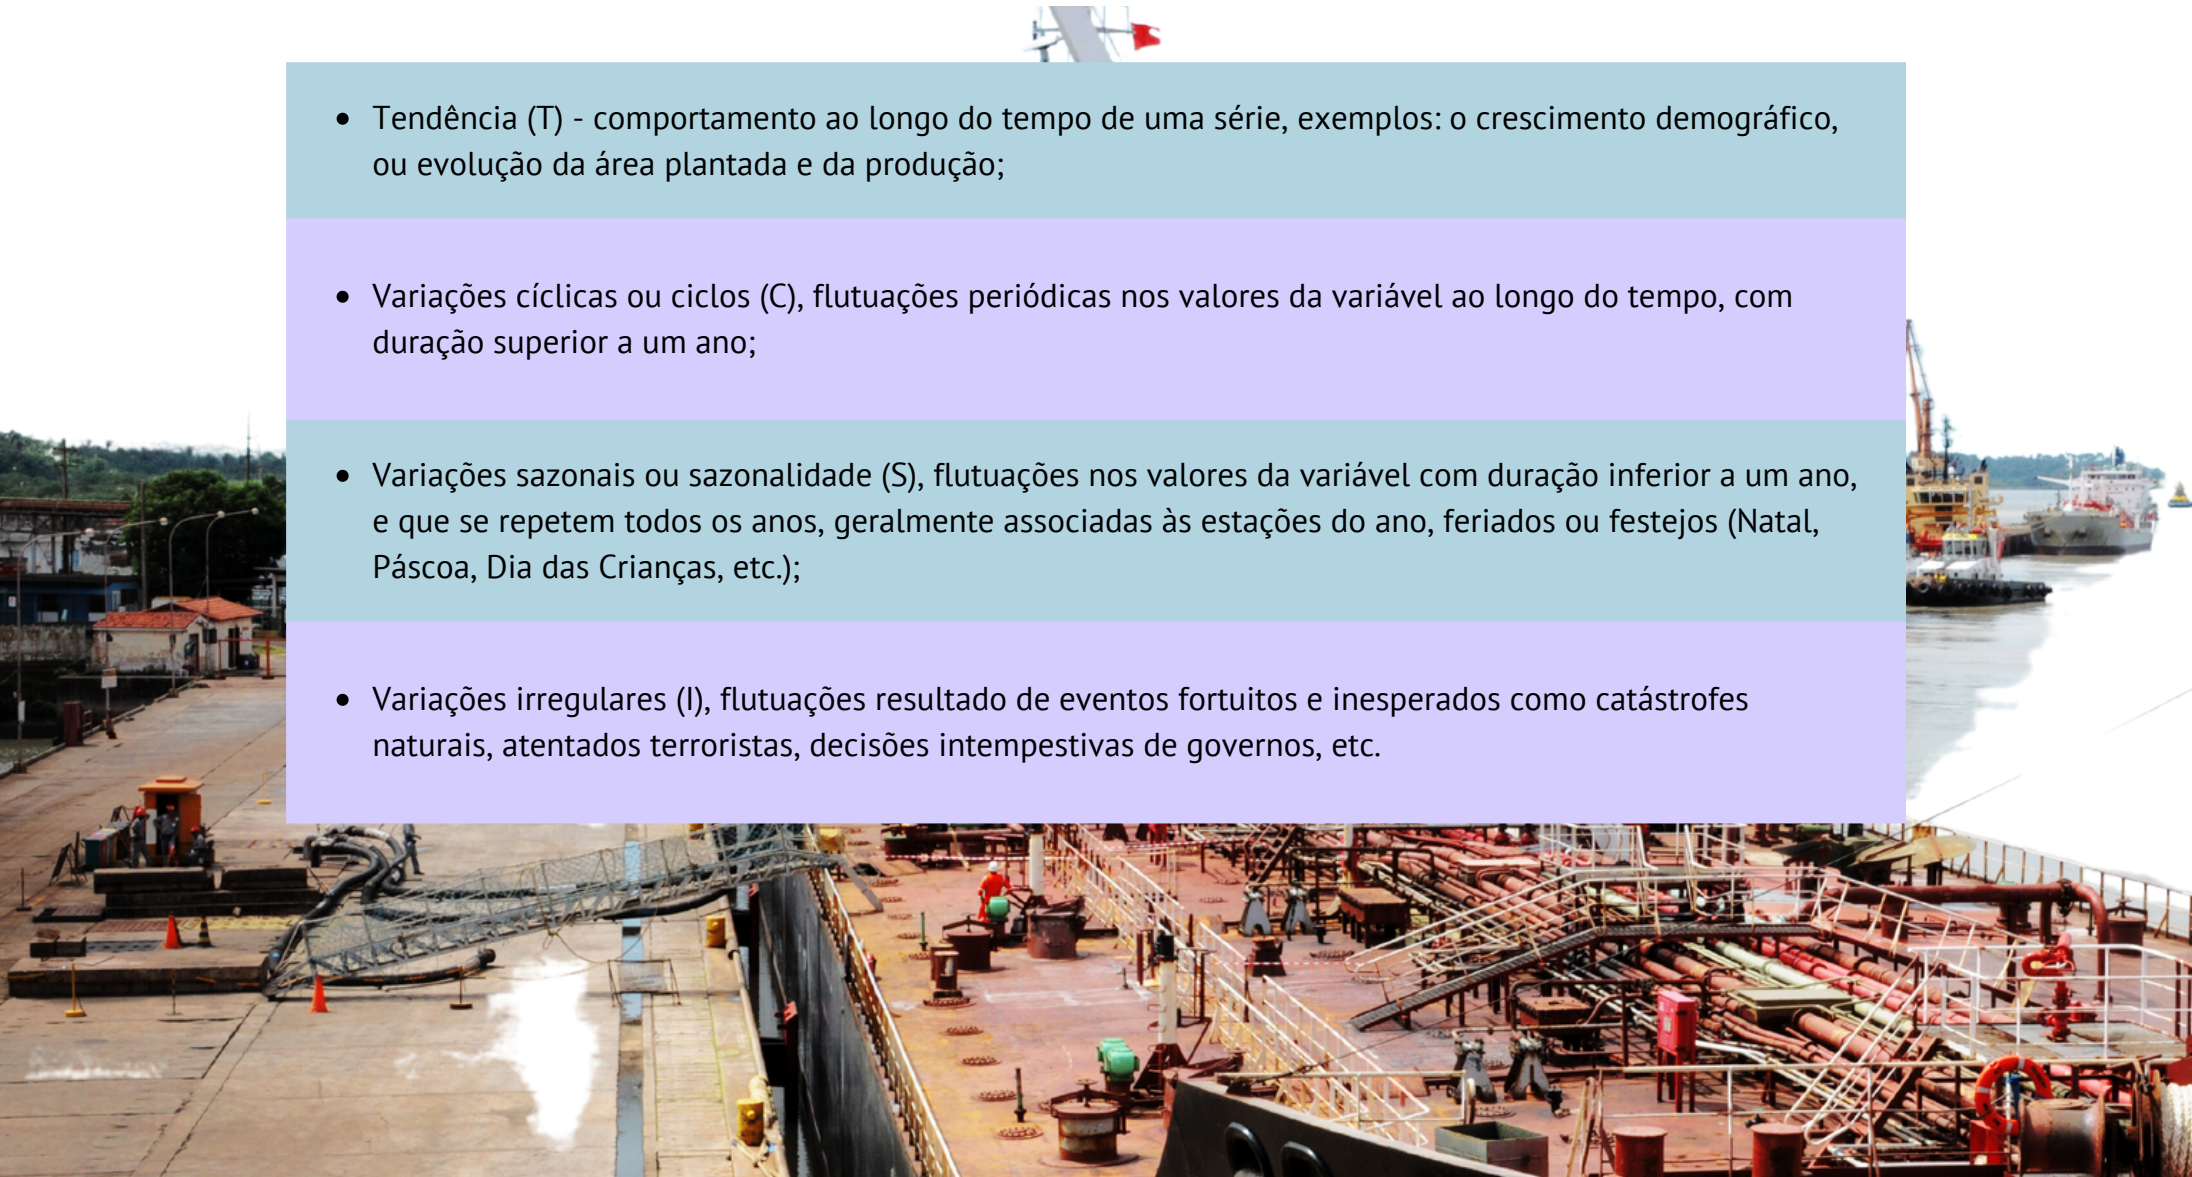 • Tendência (T) - comportamento ao longo do tempo de uma série, exemplos: o crescimento demográfico,
ou evolução da área plantada e da produção;
• Variações cíclicas ou ciclos (C), flutuações periódicas nos valores da variável ao longo do tempo, com
duração superior a um ano;
• Variações sazonais ou sazonalidade (S), flutuações nos valores da variável com duração inferior a um ano,
e que se repetem todos os anos, geralmente associadas às estações do ano, feriados ou festejos (Natal,
Páscoa, Dia das Crianças, etc.);
• Variações irregulares (I), flutuações resultado de eventos fortuitos e inesperados como catástrofes
naturais, atentados terroristas, decisões intempestivas de governos, etc.